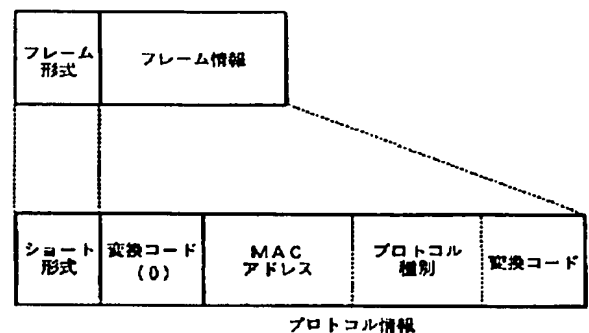 フレーム
形式
フレーム情報
ショート
形式
変換コード
(0)
MAC
アドレス
プロトコル
種別
変換コード
プロトコル情報